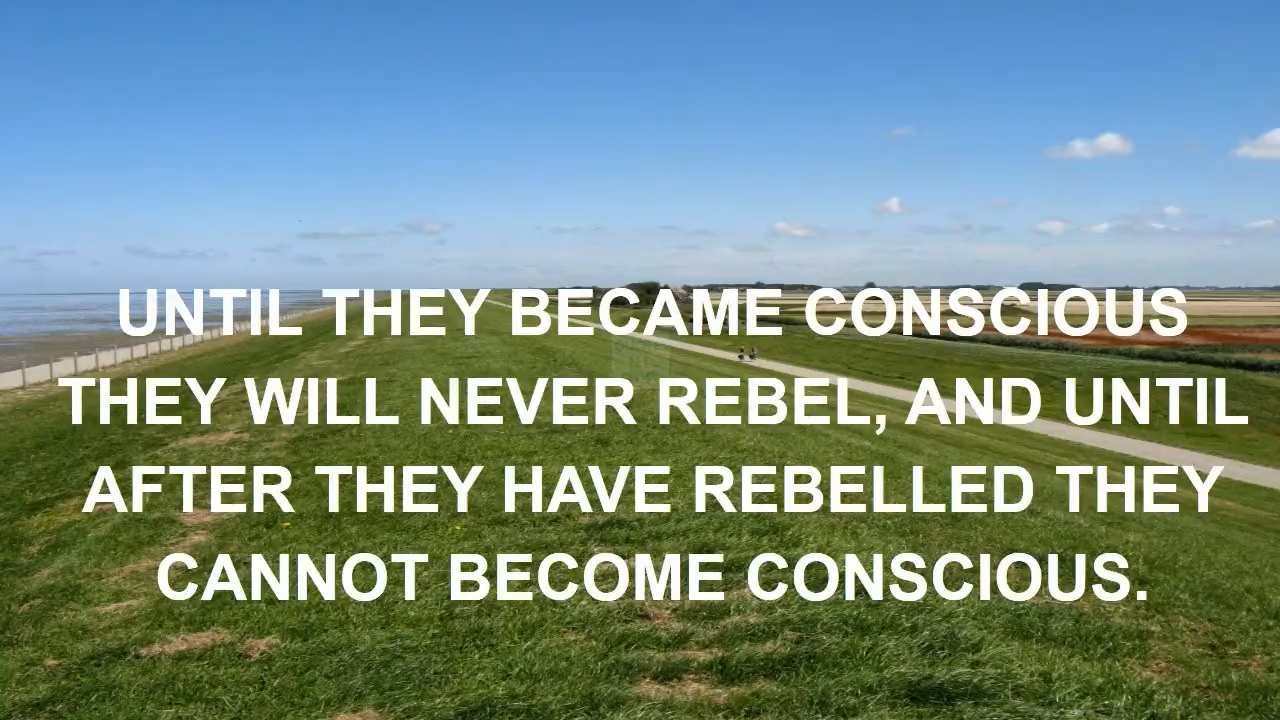 UNTIL THEY BECAME CONSCIOUS
THEY WILL NEVER REBEL, AND UNTIL
AFTER THEY HAVE REBELLED THEY
CANNOT BECOME CONSCIOUS.